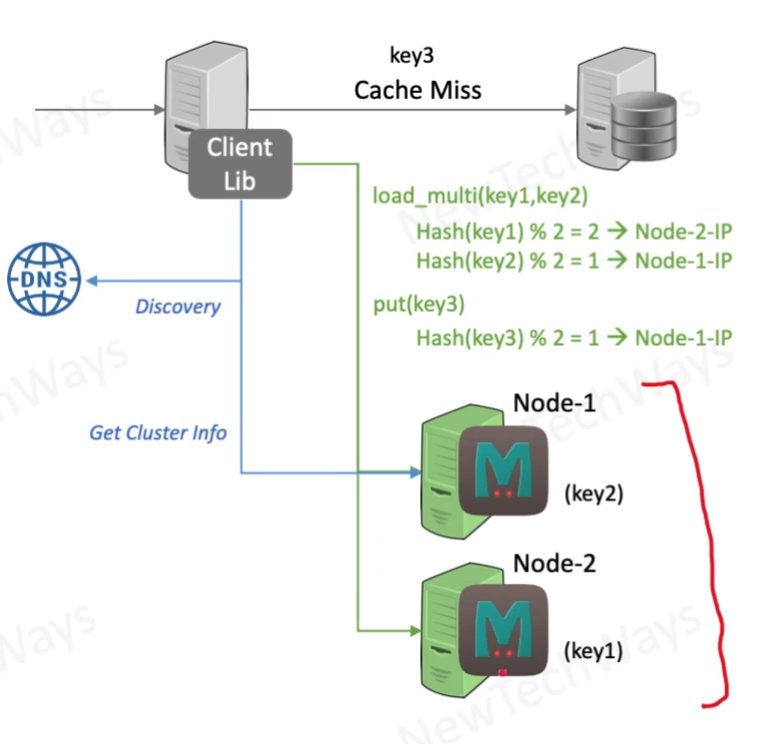 key3
Cache Miss
Client
Lib
load_multi(key1,key2)
Hash(key1) % 2 = 2 → Node-2-IP
Hash(key2) % 2 = 1 → Node-1-IP
DNS
Discovery
put(key3)
Hash(key3) % 2 = 1 → Node-1-IP
Get Cluster Info
Node-1
M
(key2)
Node-2
M
(key1)
NewTechWays
NewTechWays